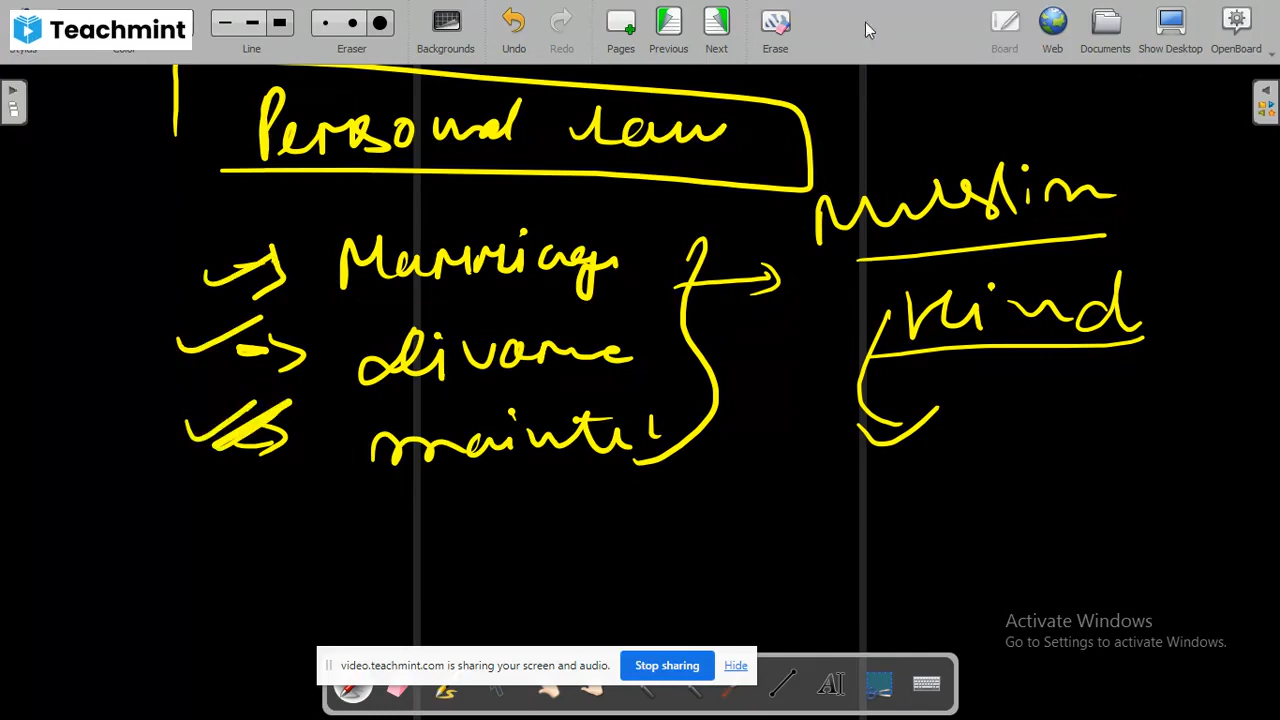 Teachmint
Line
Eraser
Backgrounds
Undo
Redo
Pages
Previous
Next
Erase
Board
Web
Documents
Show Desktop
OpenBoard
Personal law
Muslim
Marriage
Hind
divorce
mainte
Activate Windows
Go to Settings to activate Windows.
video.teachmint.com is sharing your screen and audio.
Stop sharing
Hide
AI